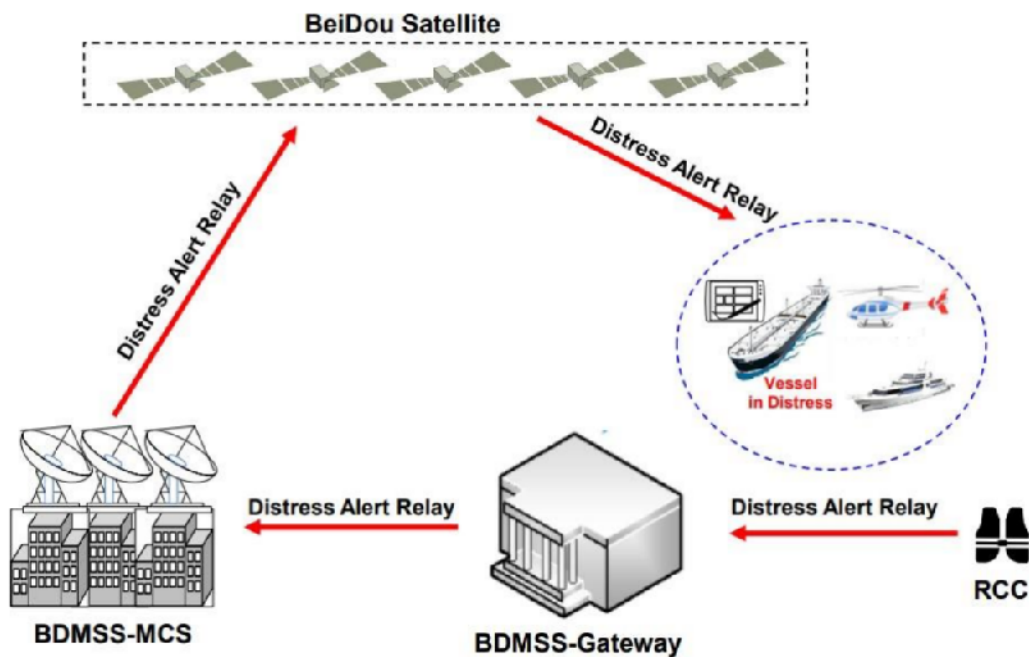 BeiDou Satellite
Distress Alert Relay
Distress Alert Relay
Vessel
in Distress
Distress Alert Relay
Distress Alert Relay
RCC
BDMSS-MCS
BDMSS-Gateway